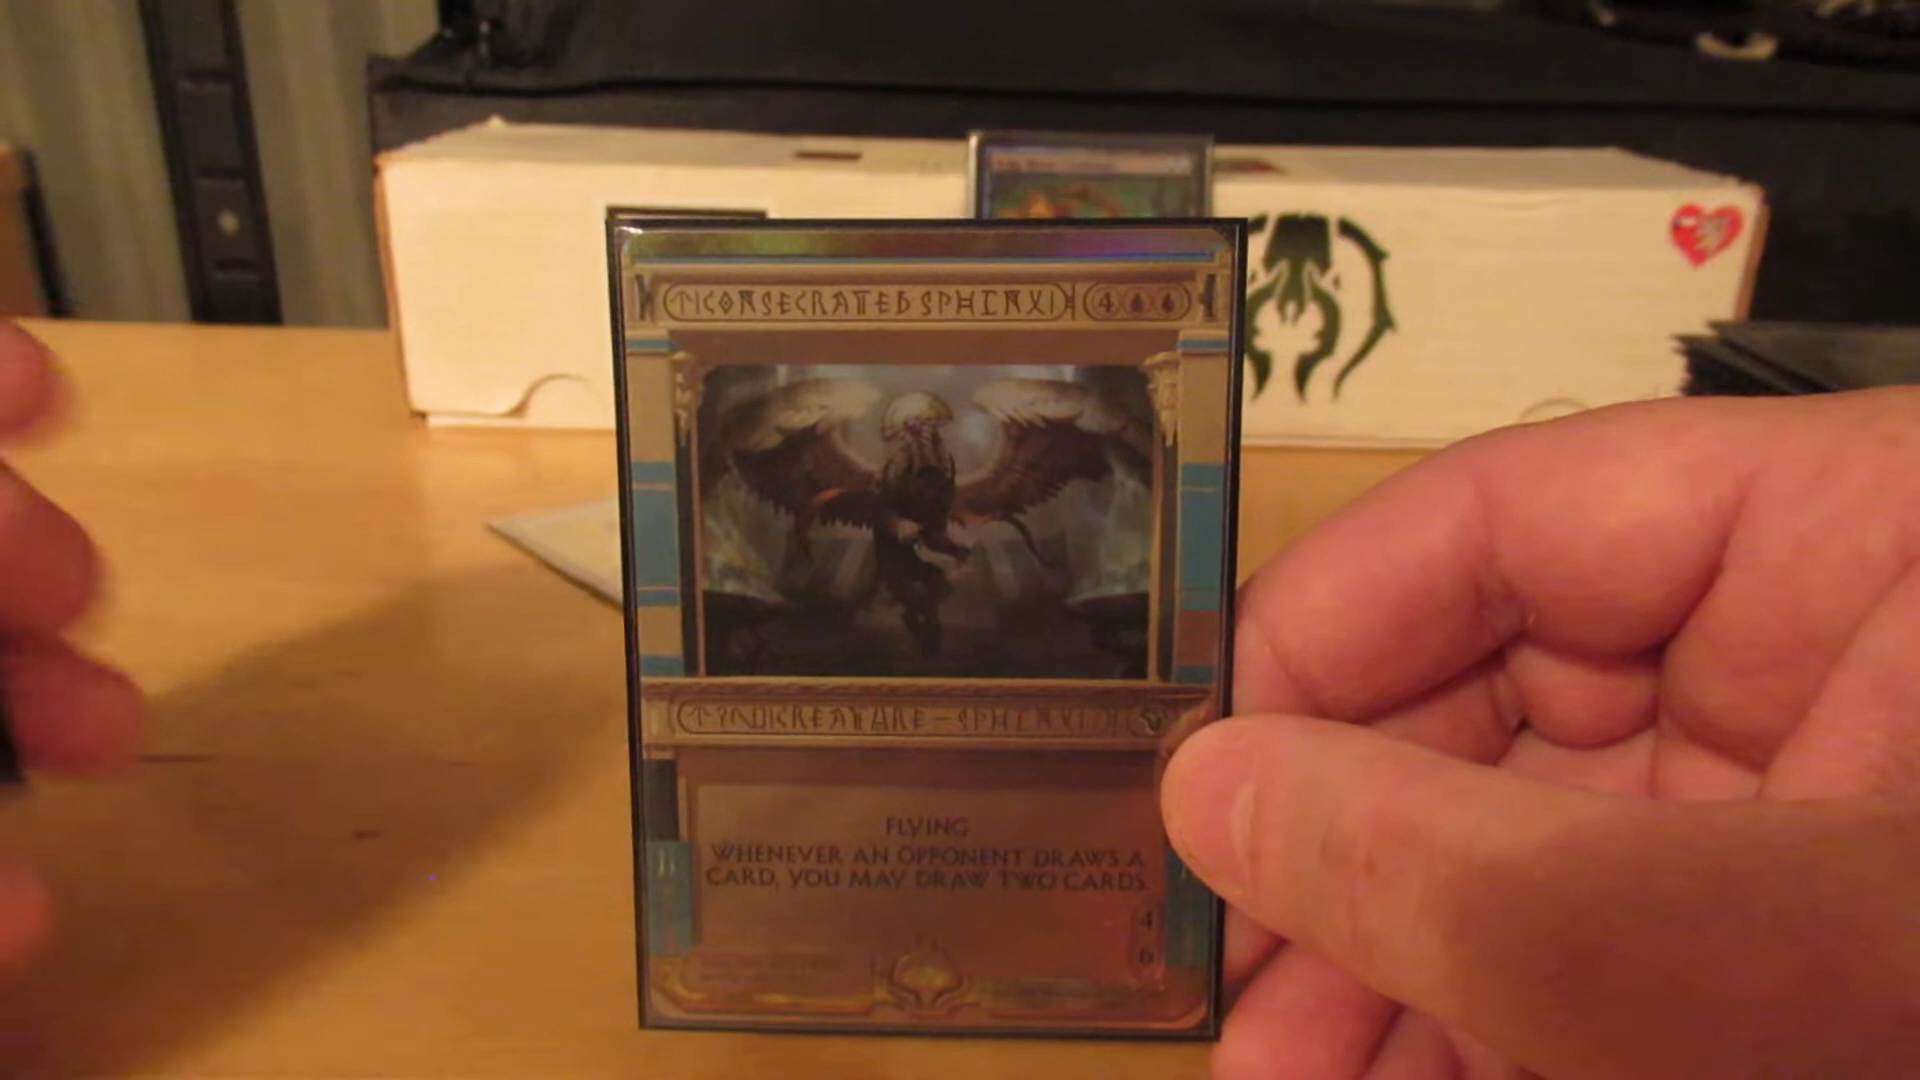 CONSECRATED SPHINX 4
CREATURE – SPHINX
FLYING
WHENEVER AN OPPONENT DRAWS A
CARD, YOU MAY DRAW TWO CARDS.
4
6